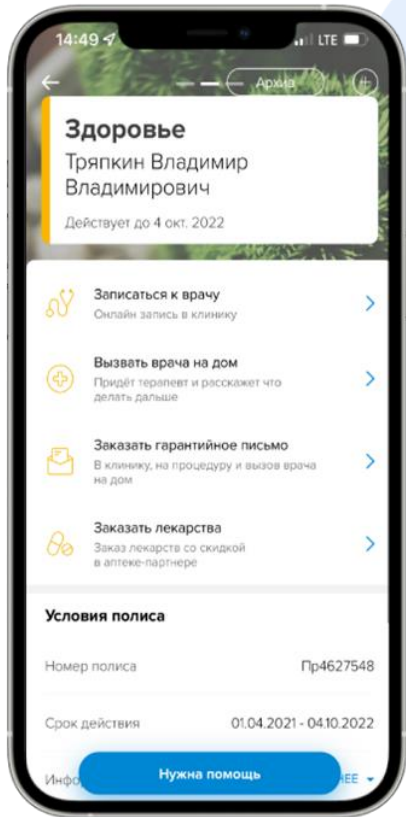 14:49
LTE
Архив
Здоровье
Тряпкин Владимир
Владимирович
Действует до 4 окт. 2022
Записаться к врачу
Онлайн запись в клинику
Вызвать врача на дом
Придёт терапевт и расскажет что
делать дальше
Заказать гарантийное письмо
В клинику, на процедуру и вызов врача
на дом
Заказать лекарства
Заказ лекарств со скидкой
в аптеке-партнере
Условия полиса
Номер полиса Пр4627548
Срок действия 01.04.2021 - 04.10.2022
Нужна помощь